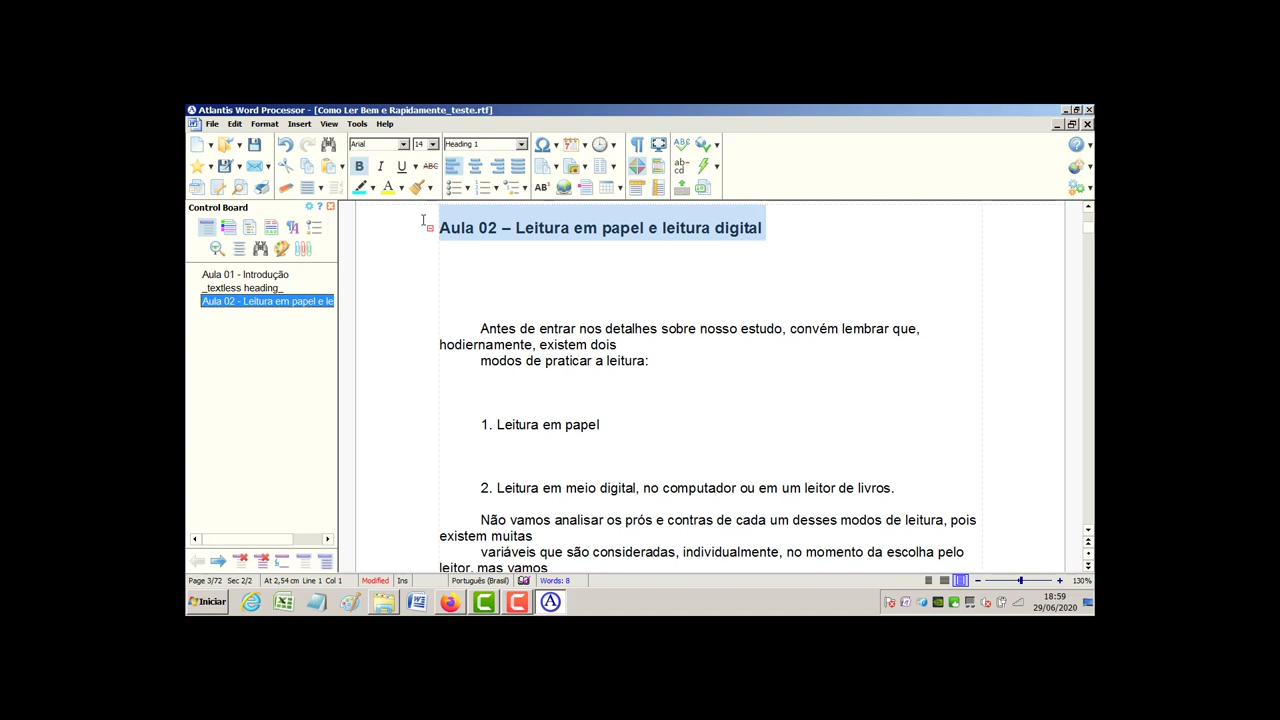 Atlantis Word Processor - [Como Ler Bem e Rapidamente_teste.rtf]
File Edit Format Insert View Tools Help
Arial 14 Heading 1
B I U ABC
Control Board
Aula 01 - Introdução
_textless heading_
Aula 02 - Leitura em papel e le
Aula 02 – Leitura em papel e leitura digital
Antes de entrar nos detalhes sobre nosso estudo, convém lembrar que,
hodiernamente, existem dois
modos de praticar a leitura:
1. Leitura em papel
2. Leitura em meio digital, no computador ou em um leitor de livros.
Não vamos analisar os prós e contras de cada um desses modos de leitura, pois
existem muitas
variáveis que são consideradas, individualmente, no momento da escolha pelo
leitor, mas vamos
Page 3/72 Sec 2/2 At 2,54 cm Line 1 Col 1 Modified Ins Português (Brasil) Words: 8 130%
Iniciar
18:59
29/06/2020